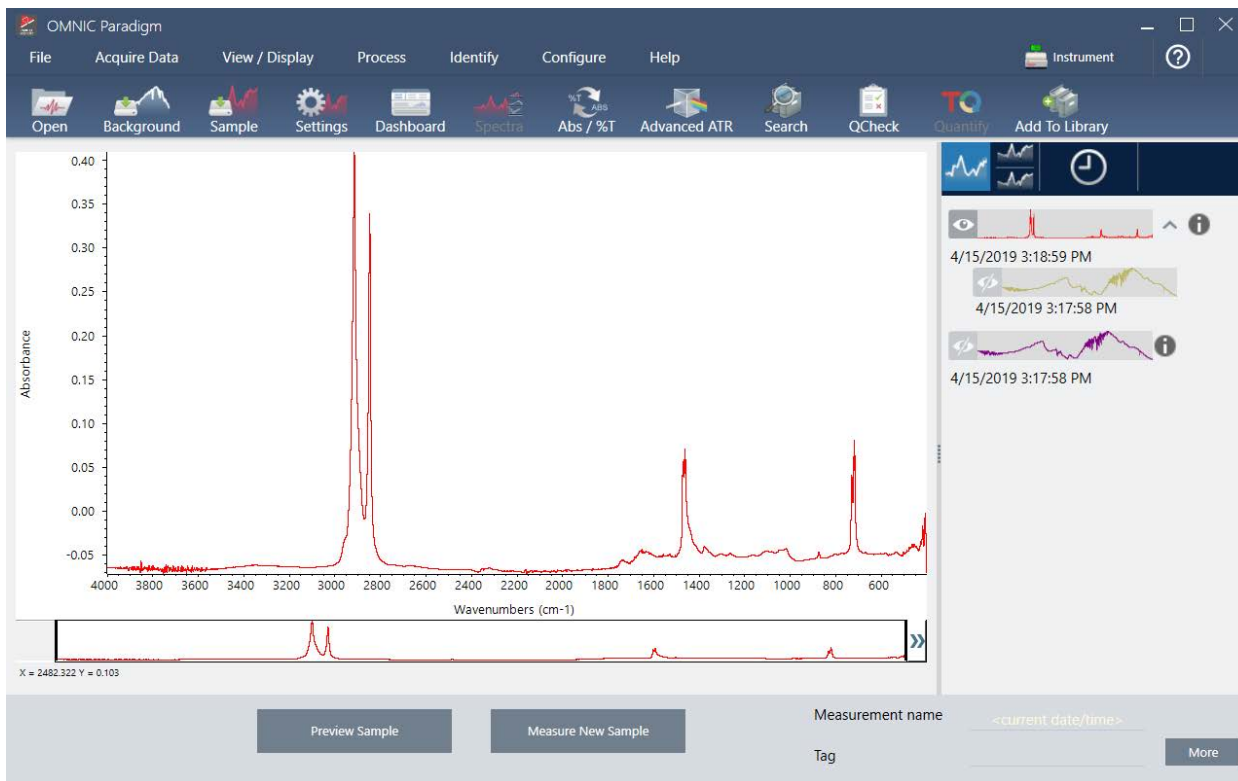 OMNIC Paradigm
File Acquire Data View / Display Process Identify Configure Help Instrument ?
%T ABS TQ
Open Background Sample Settings Dashboard Spectra Abs / %T Advanced ATR Search QCheck Quantify Add To Library
0.40
0.35
0.30
0.25
0.20
0.15
0.10
0.05
0.00
-0.05
Absorbance
4000 3800 3600 3400 3200 3000 2800 2600 2400 2200 2000 1800 1600 1400 1200 1000 800 600
Wavenumbers (cm-1)
X = 2482.322 Y = 0.103
4/15/2019 3:18:59 PM
4/15/2019 3:17:58 PM
4/15/2019 3:17:58 PM
Preview Sample
Measure New Sample
Measurement name <current date/time>
Tag
More